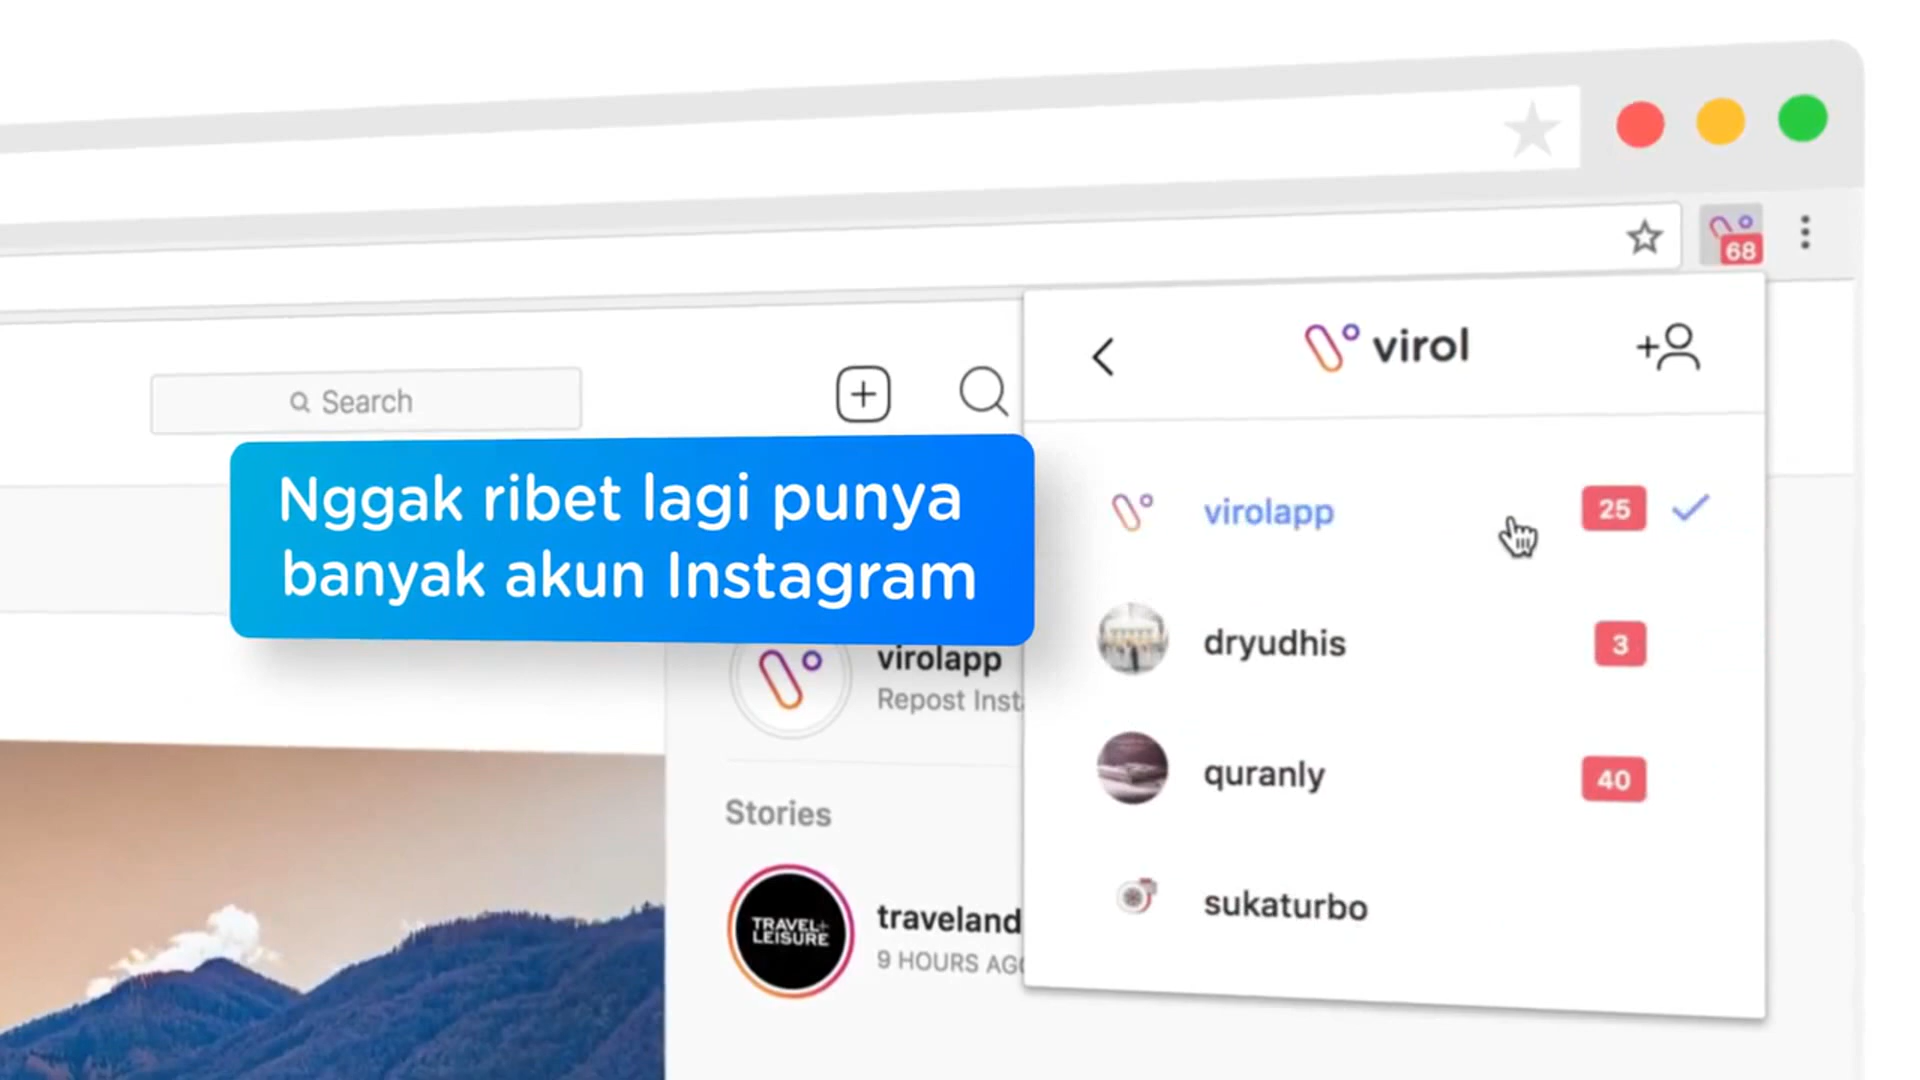 68
virol
Search
Nggak ribet lagi punya
banyak akun Instagram
virolapp
25
dryudhis
3
virolapp
Repost Inst
quranly
40
Stories
TRAVEL+
LEISURE
traveland
9 HOURS AGO
sukaturbo